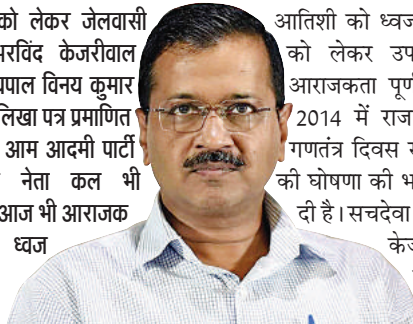 को लेकर जेलवासी
अरविंद केजरीवाल
पाल विनय कुमार
लिखा पत्र प्रमाणित
आम आदमी पार्टी
नेता कल भी
आज भी आराजक
ध्वज
आतिशी को ध्वज
को लेकर उप
आराजकता पूर्ण
2014 में राज
गणतंत्र दिवस
की घोषणा की
दी है। सचदेवा